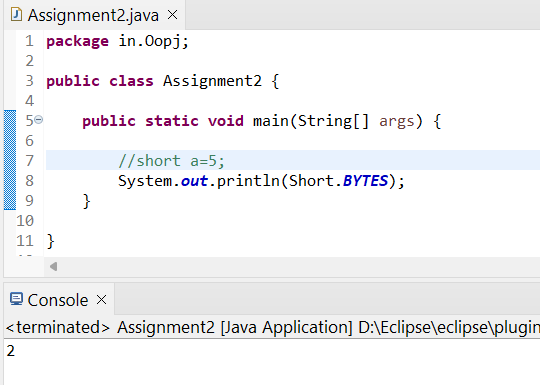 Assignment2.java ×
1 package in.Oopj;
2
3 public class Assignment2 {
4
5 public static void main(String[] args) {
6
7 //short a=5;
8 System.out.println(Short.BYTES);
9 }
10
11 }
Console ×
<terminated> Assignment2 [Java Application] D:\Eclipse\eclipse\plugin
2